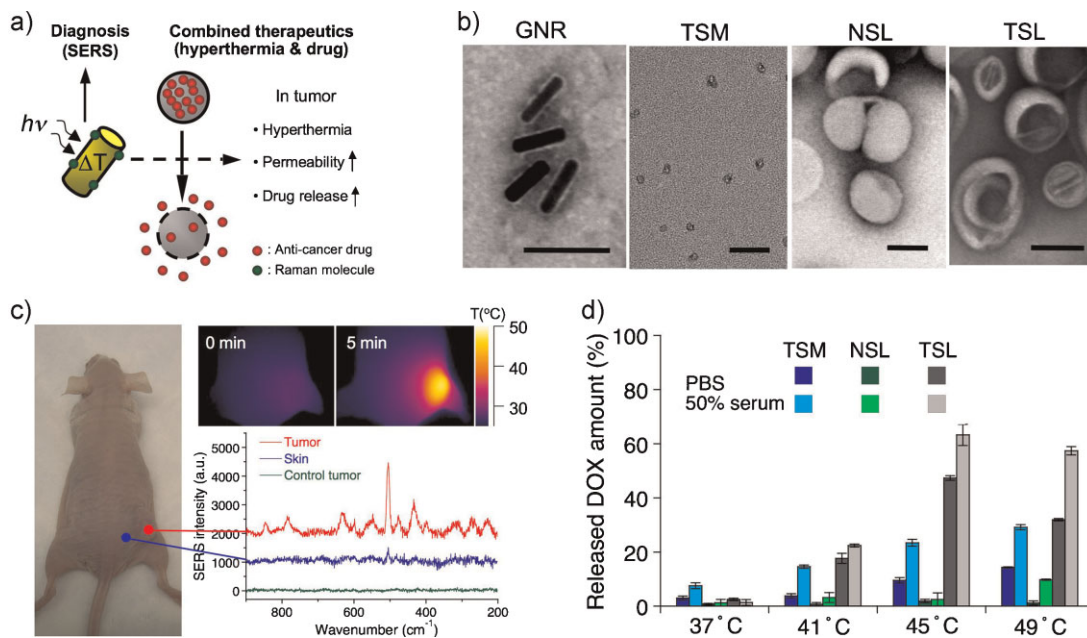 a)
Diagnosis
(SERS)
Combined therapeutics
(hyperthermia & drug)
hν
ΔT
In tumor
• Hyperthermia
• Permeability ↑
• Drug release ↑
: Anti-cancer drug
: Raman molecule
b)
GNR TSM NSL TSL
c)
0 min 5 min
T(°C)
50
40
30
SERS intensity (a.u.)
5000
4000
3000
2000
1000
0
Tumor
Skin
Control tumor
800 600 400 200
Wavenumber (cm⁻¹)
d)
Released DOX amount (%)
100
80
60
40
20
0
TSM NSL TSL
PBS
50% serum
37°C 41°C 45°C 49°C